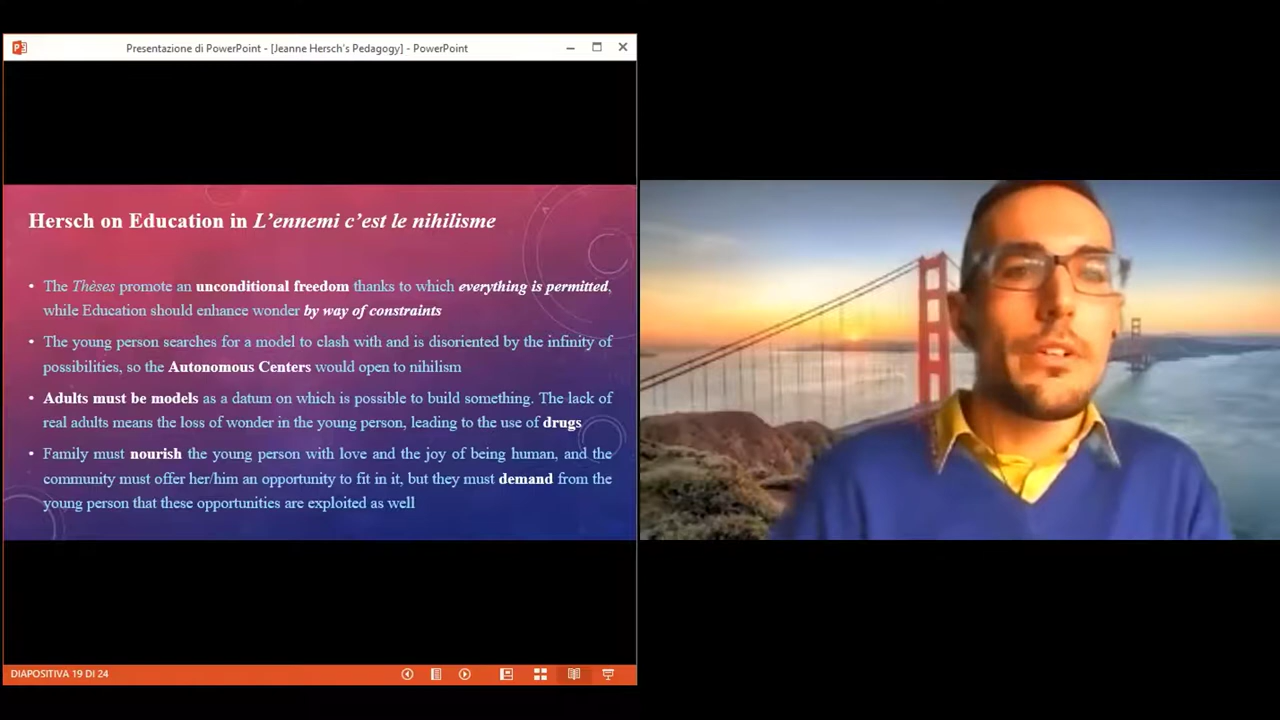 Presentazione di PowerPoint - [Jeanne Hersch's Pedagogy] - PowerPoint
Hersch on Education in L'ennemi c'est le nihilisme
• The Thèses promote an unconditional freedom thanks to which everything is permitted,
while Education should enhance wonder by way of constraints
• The young person searches for a model to clash with and is disoriented by the infinity of
possibilities, so the Autonomous Centers would open to nihilism
• Adults must be models as a datum on which is possible to build something. The lack of
real adults means the loss of wonder in the young person, leading to the use of drugs
• Family must nourish the young person with love and the joy of being human, and the
community must offer her/him an opportunity to fit in it, but they must demand from the
young person that these opportunities are exploited as well
DIAPOSITIVA 19 DI 24